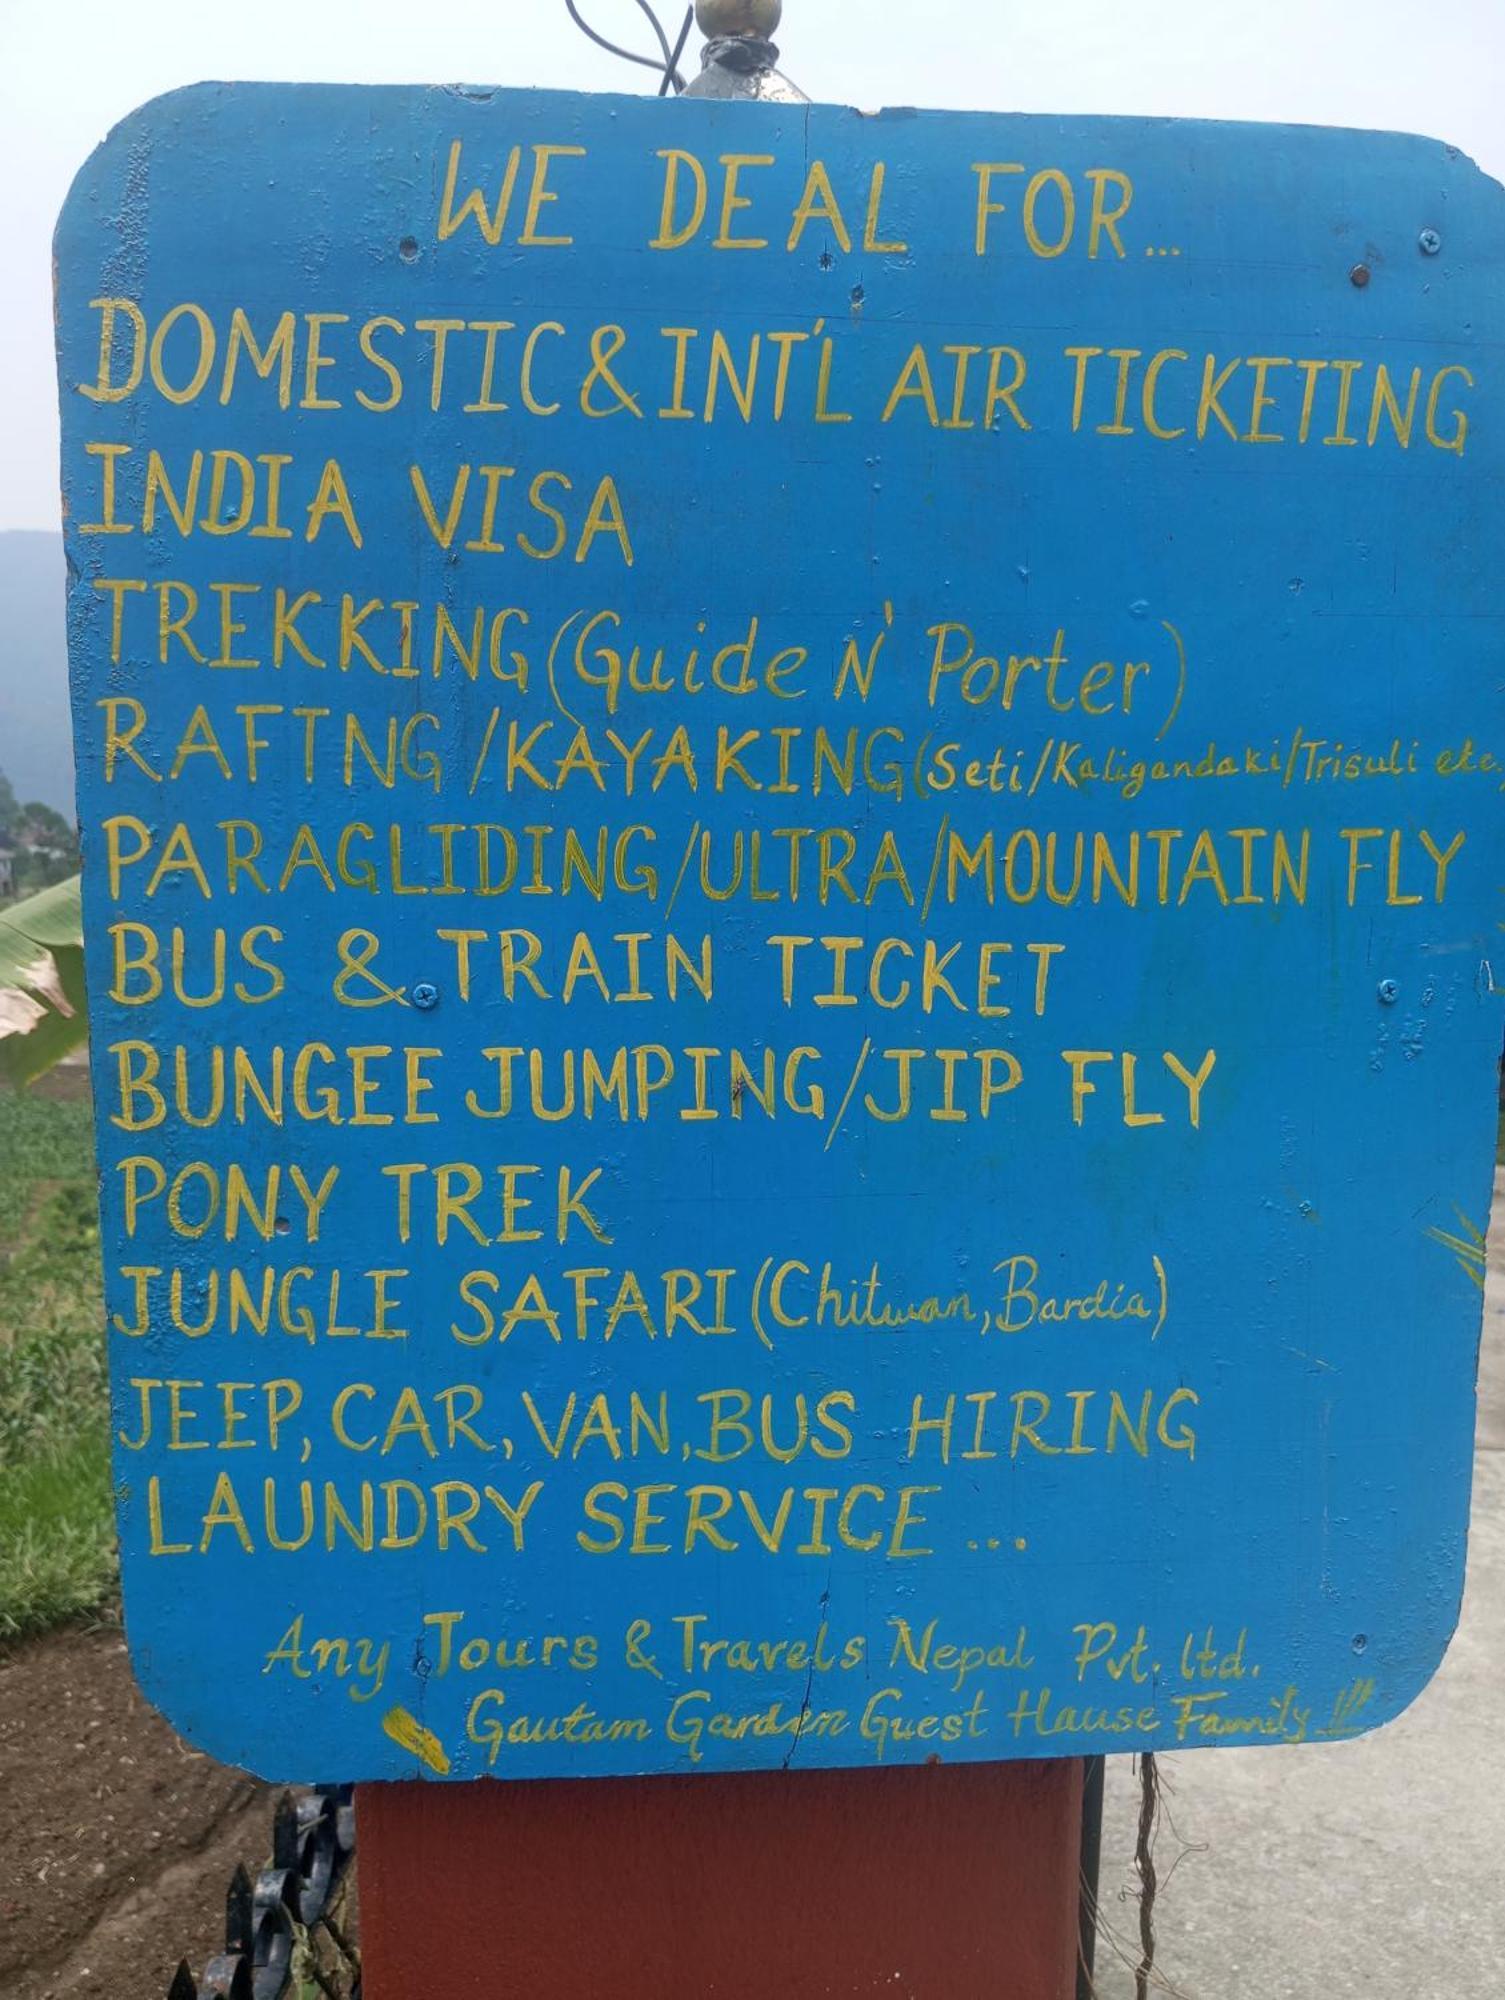 WE DEAL FOR...
DOMESTIC & INT'L AIR TICKETING
INDIA VISA
TREKKING (Guide N' Porter)
RAFTNG / KAYAKING (Seti/Kaligandaki/Trisuli etc.
PARAGLIDING/ULTRA/MOUNTAIN FLY
BUS & TRAIN TICKET
BUNGEE JUMPING/JIP FLY
PONY TREK
JUNGLE SAFARI (Chitwan, Bardia)
JEEP, CAR, VAN, BUS HIRING
LAUNDRY SERVICE ...
Any Tours & Travels Nepal Pvt. ltd.
Gautam Garden Guest Hause Family !!!